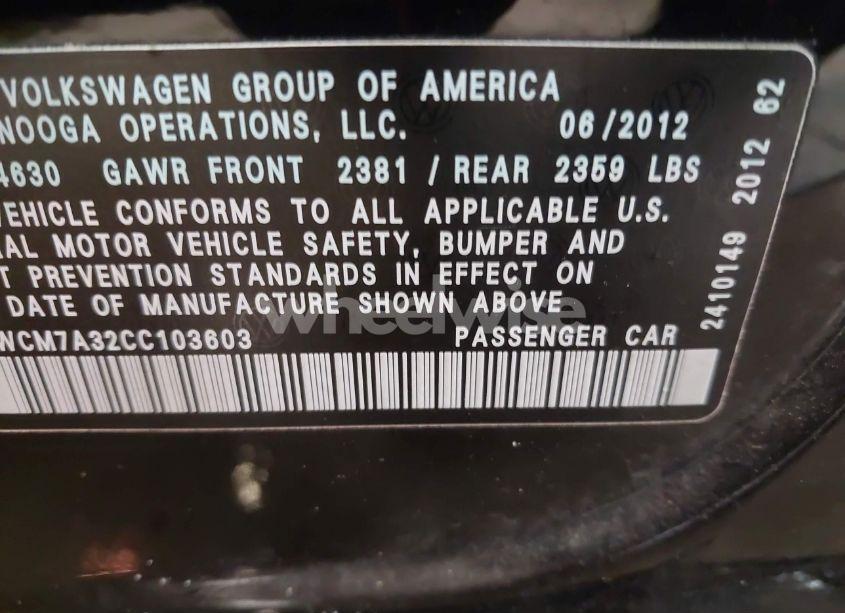 VOLKSWAGEN GROUP OF AMERICA
NOOGA OPERATIONS, LLC. 06/2012
4630 GAWR FRONT 2381 / REAR 2359 LBS
VEHICLE CONFORMS TO ALL APPLICABLE U.S.
AL MOTOR VEHICLE SAFETY, BUMPER AND
T PREVENTION STANDARDS IN EFFECT ON
DATE OF MANUFACTURE SHOWN ABOVE
WCM7A32CC103603 PASSENGER CAR
2410149 2012 62
wheelwise